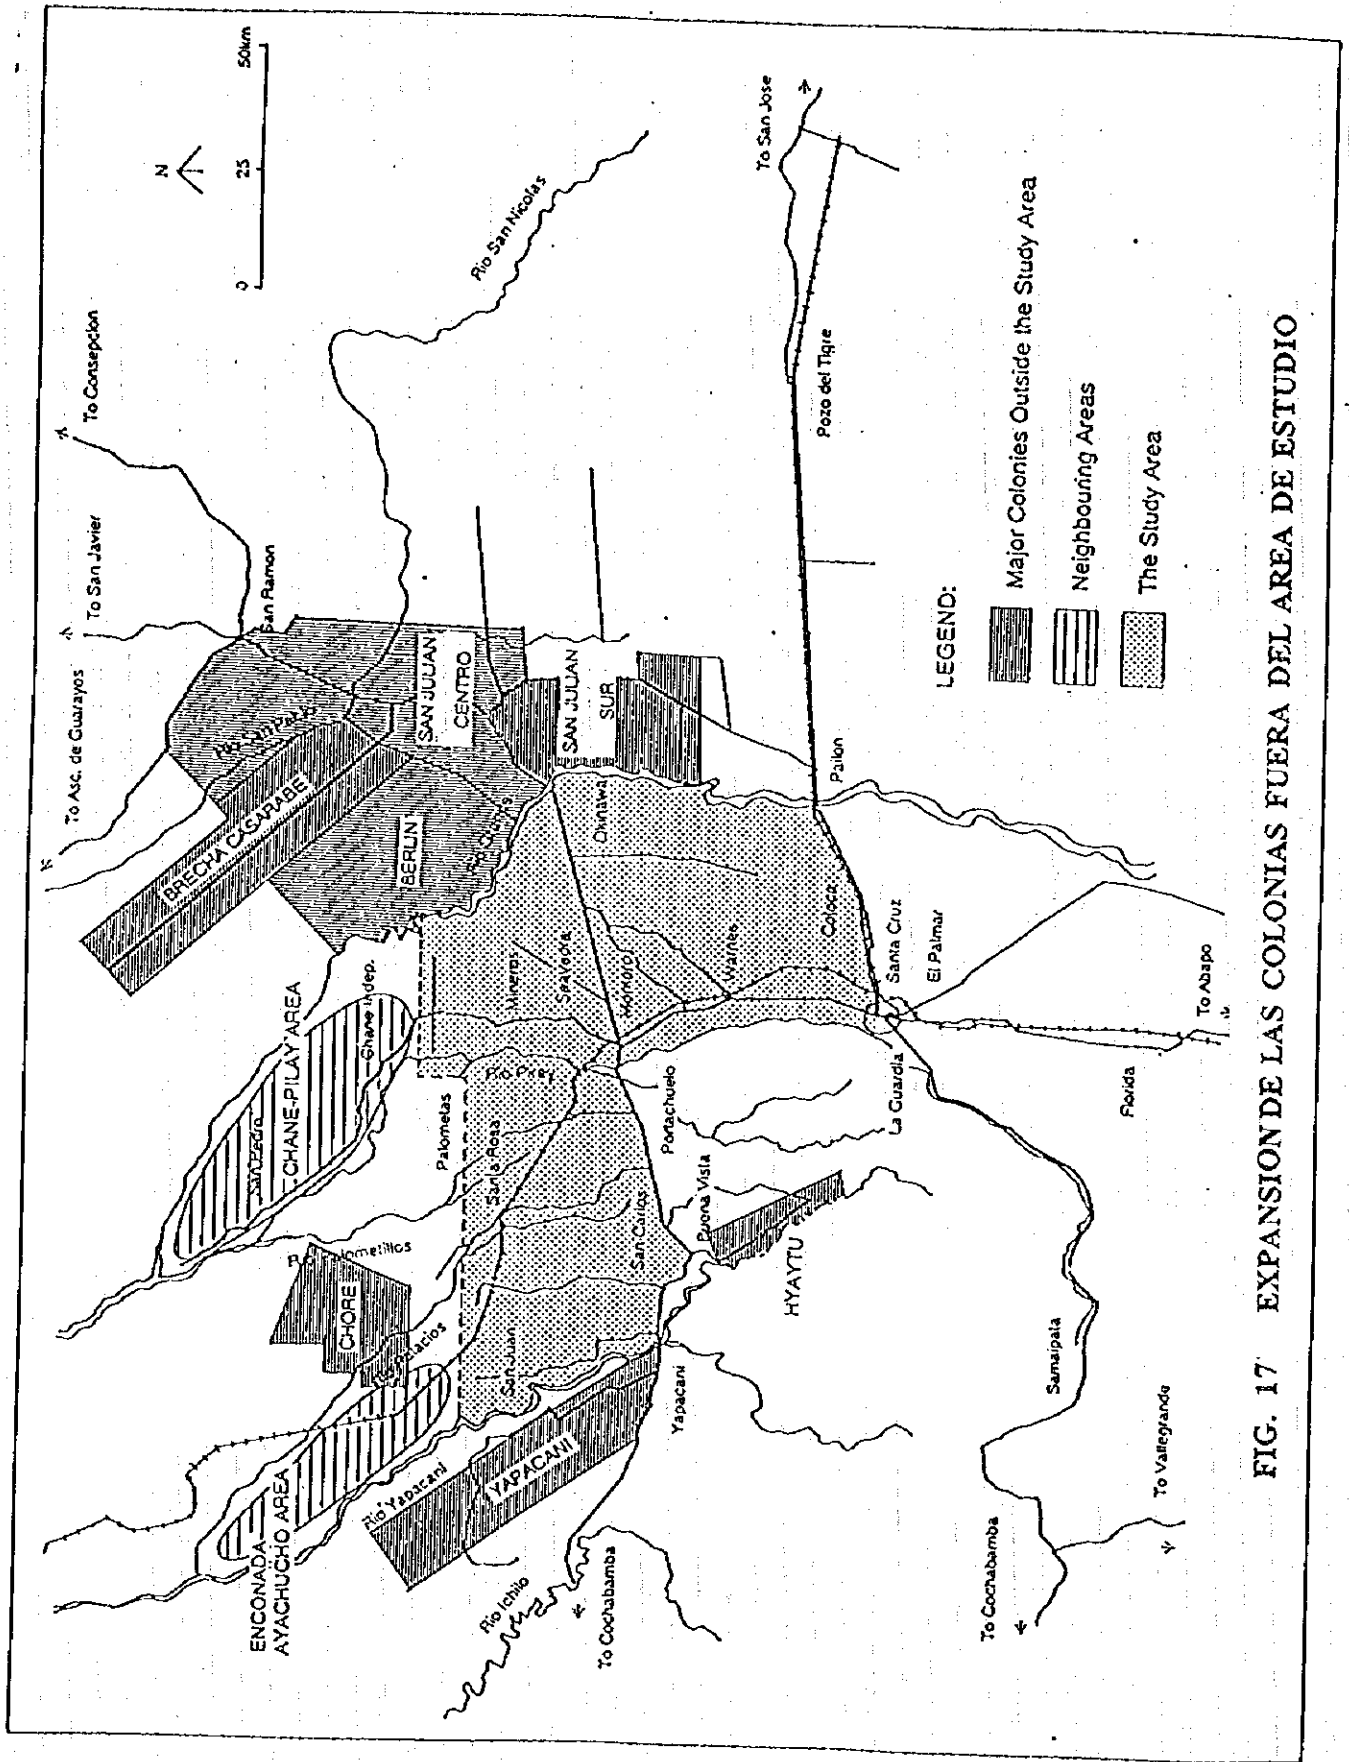 N
0 25 50km
To Asc. de Guarayos
To San Javier
To Consepcion
San Ramon
BRECHA CASARABE
BERLIN
SAN JULUAN
CENTRO
SAN JULIAN
SUR
Rio San Nicolas
ENCONADA
AYACHUCHO AREA
CHANE-PILAY AREA
San Pedro
Chane Indep.
CHORE
Rio Yapacani
YAPACANI
Rio Ichilo
To Cochabamba
Yapacani
San Juan
San Carlos
Buena Vista
HYAYTU
Palometas
Santa Rosa
Portachuelo
Mineros
Montero
Warnes
Okinawa
Cotoca
Pailon
Pozo del Tigre
To San Jose
Santa Cruz
El Palmar
La Guardia
Florida
To Abapo
Samaipata
To Vallegrande
To Cochabamba
LEGEND:
Major Colonies Outside the Study Area
Neighbouring Areas
The Study Area
FIG. 17 EXPANSION DE LAS COLONIAS FUERA DEL AREA DE ESTUDIO